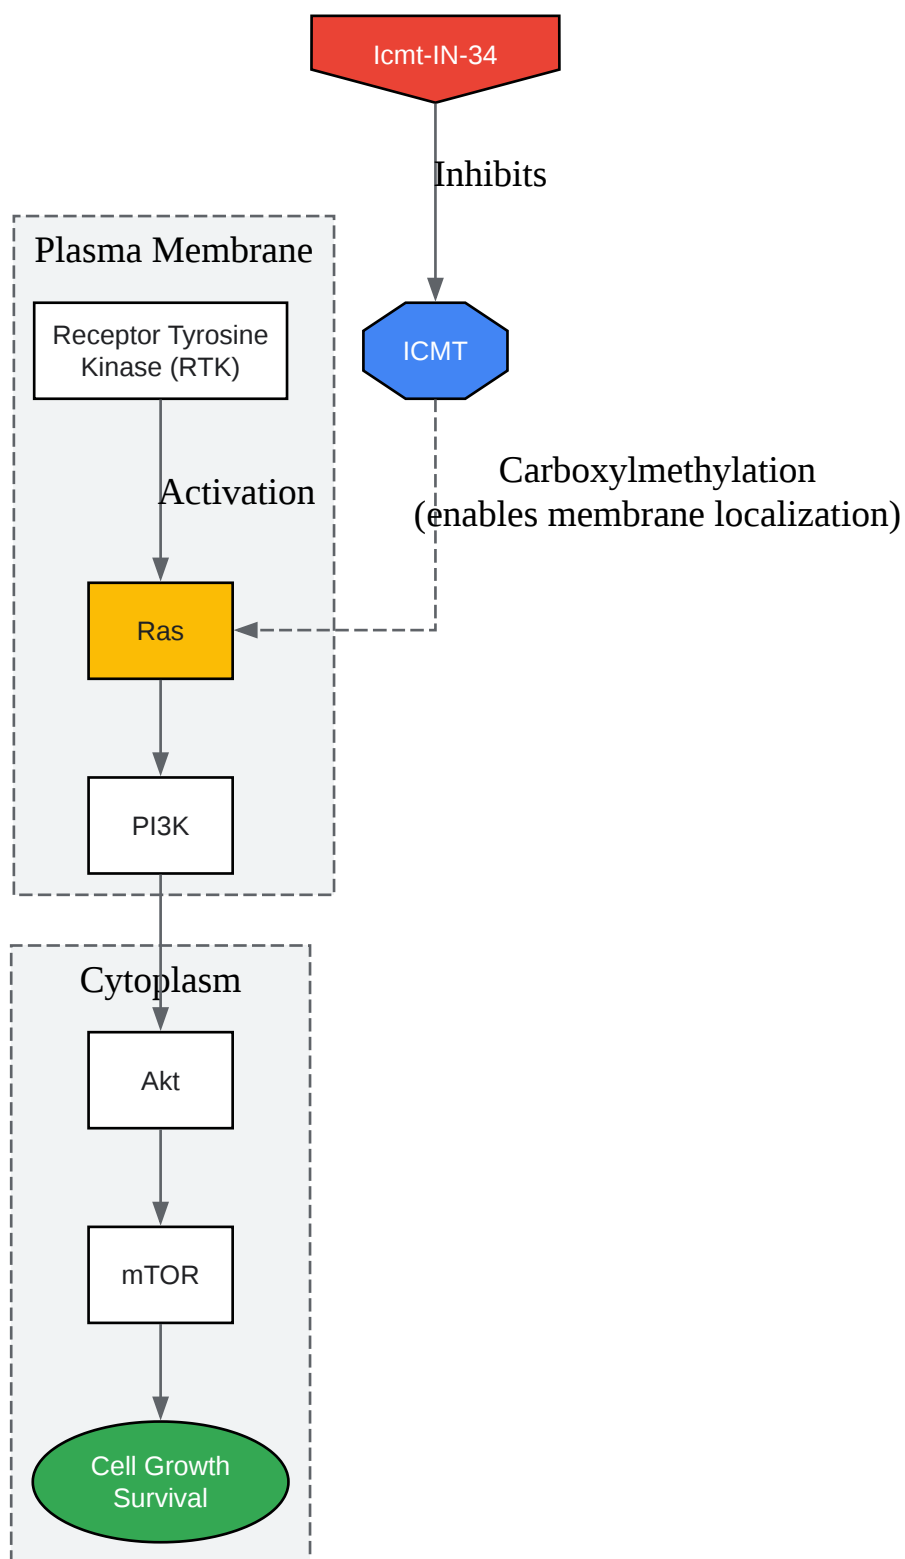 Icmt-IN-34
Inhibits
Plasma Membrane
Receptor Tyrosine
Kinase (RTK)
ICMT
Carboxylmethylation
(enables membrane localization)
Activation
Ras
PI3K
Cytoplasm
Akt
mTOR
Cell Growth
Survival